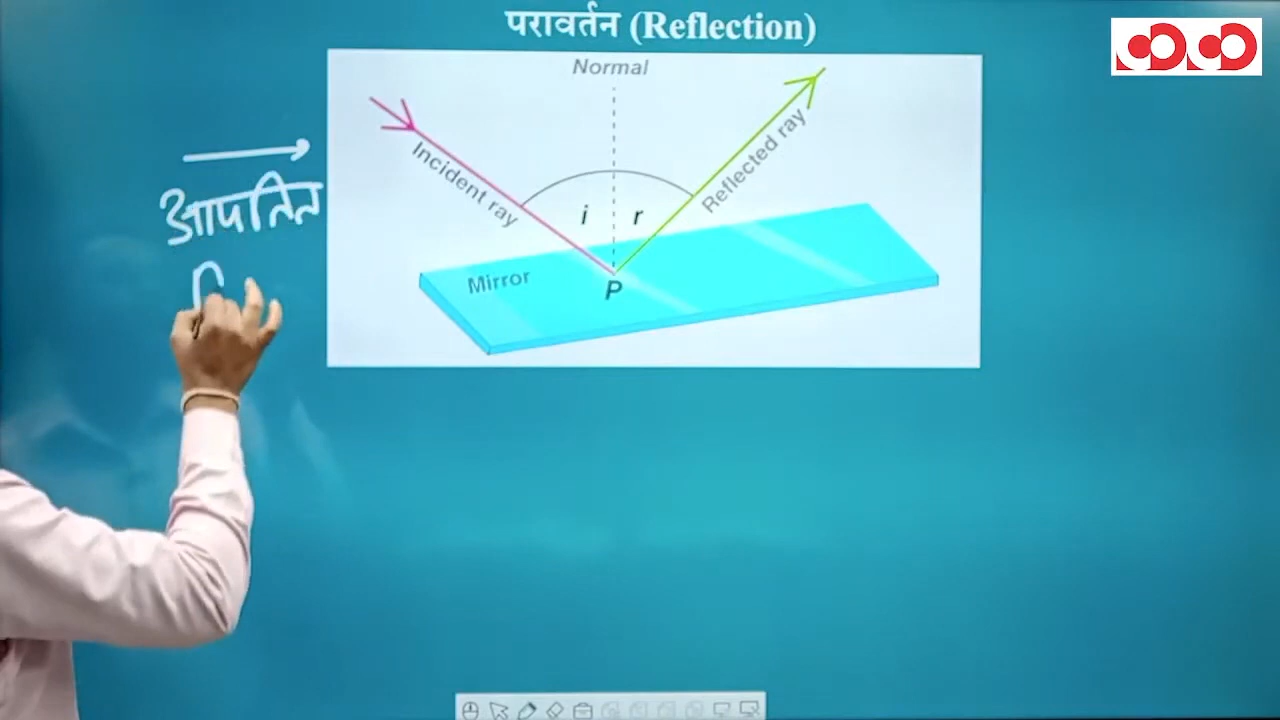 परावर्तन (Reflection)
Normal
Incident ray
Reflected ray
i
r
Mirror
P
आपतित